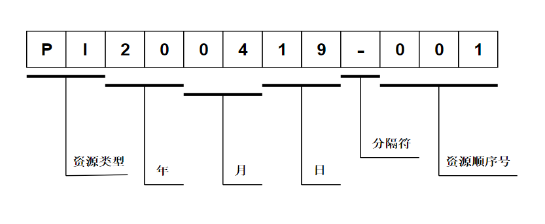 PI200419-001
分隔符
资源类型
资源顺序号
年
月
日